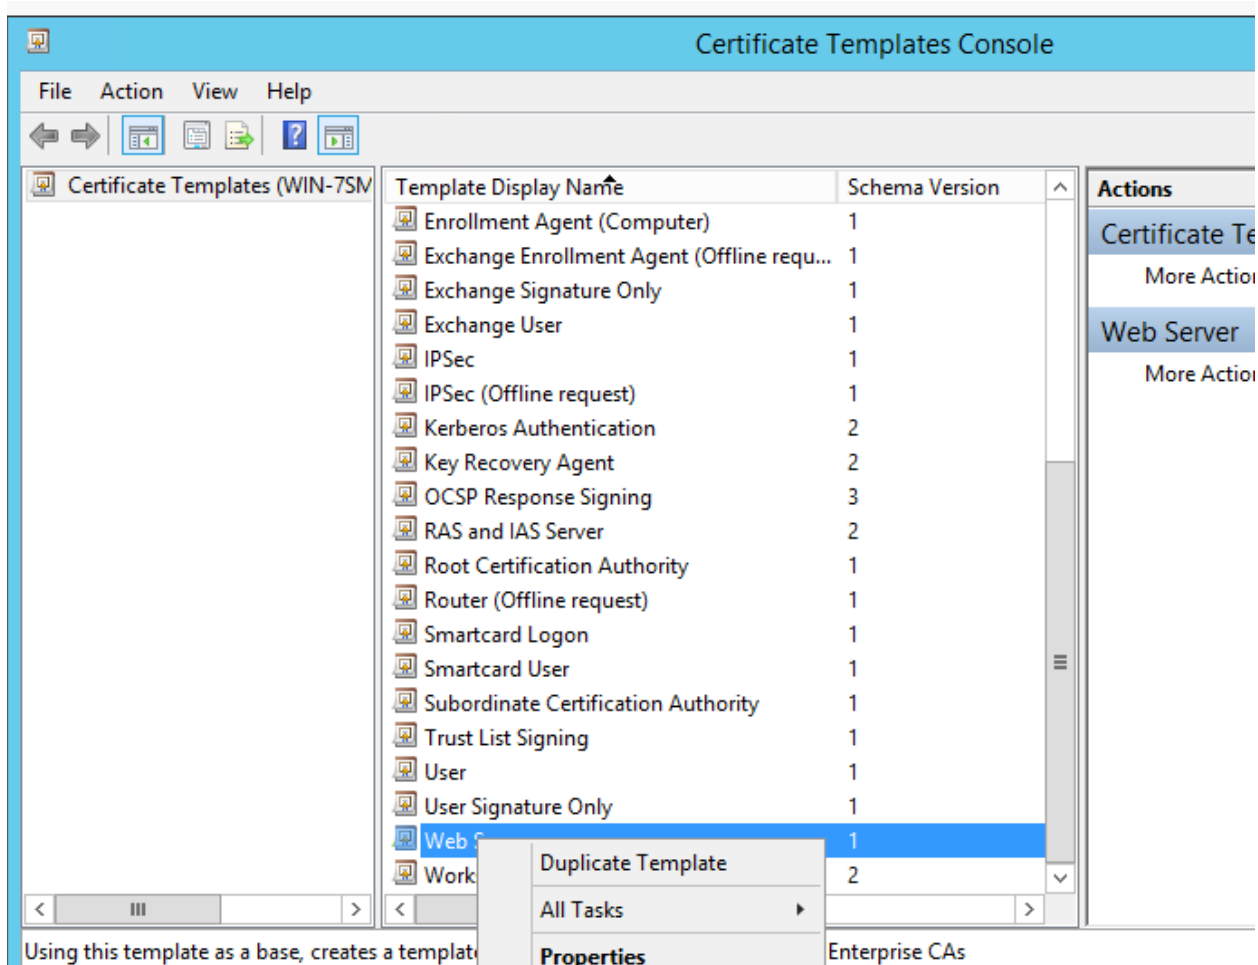 Certificate Templates Console
File Action View Help
Certificate Templates (WIN-7SM
Template Display Name Schema Version
Enrollment Agent (Computer) 1
Exchange Enrollment Agent (Offline requ... 1
Exchange Signature Only 1
Exchange User 1
IPSec 1
IPSec (Offline request) 1
Kerberos Authentication 2
Key Recovery Agent 2
OCSP Response Signing 3
RAS and IAS Server 2
Root Certification Authority 1
Router (Offline request) 1
Smartcard Logon 1
Smartcard User 1
Subordinate Certification Authority 1
Trust List Signing 1
User 1
User Signature Only 1
Web S 1
Work 2
Duplicate Template
All Tasks
Properties
Actions
Certificate Te
More Action
Web Server
More Action
Using this template as a base, creates a template Enterprise CAs